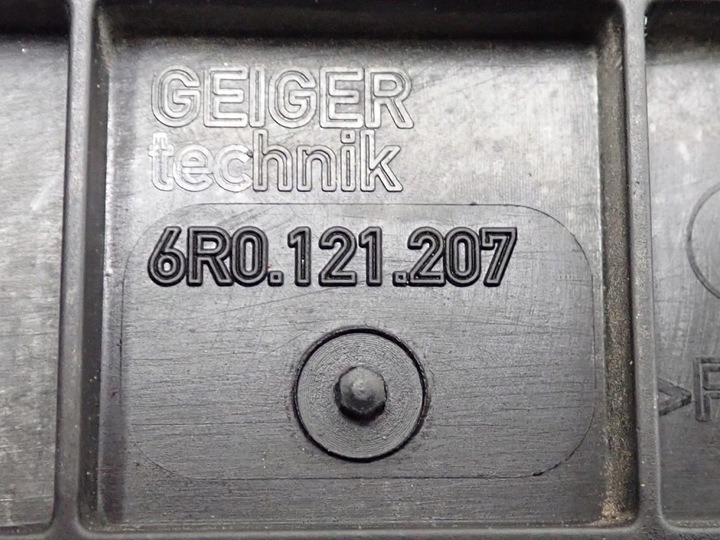 GEIGER
technik
6R0.121.207
>P